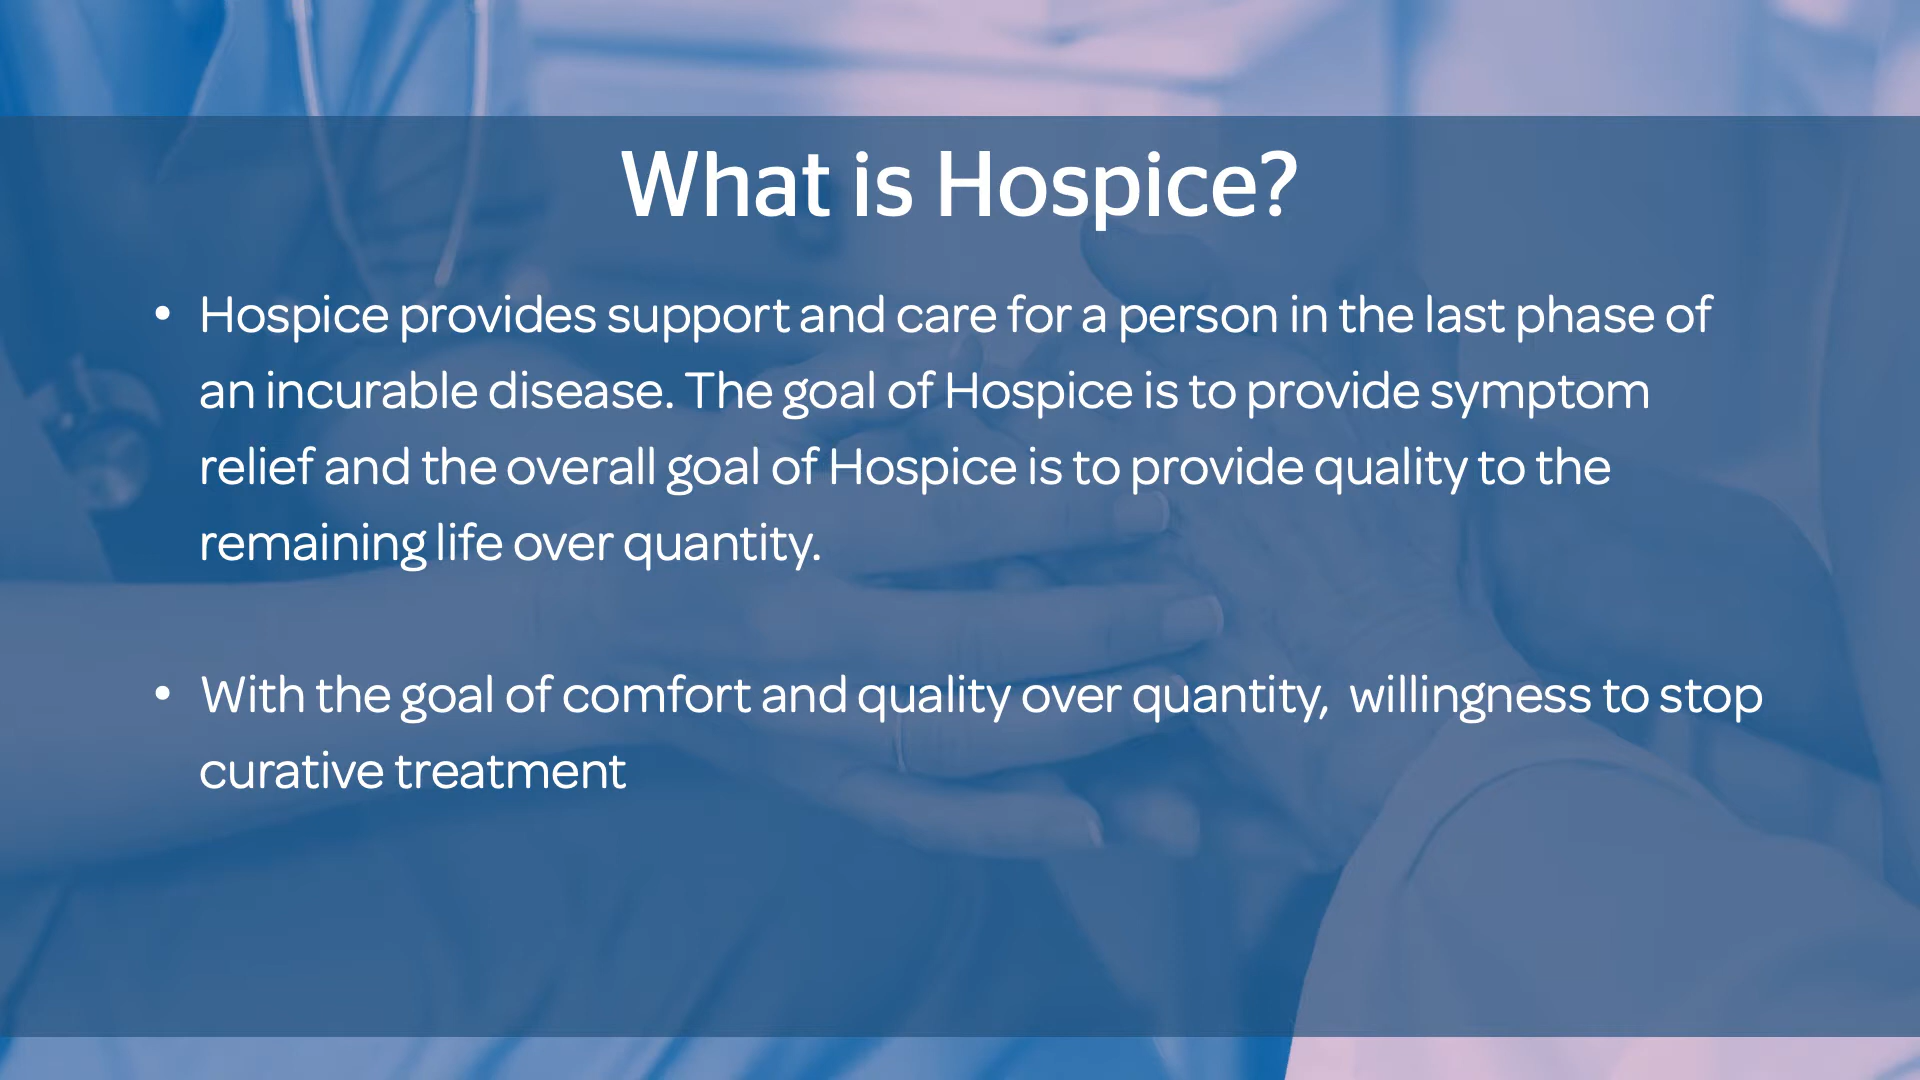 What is Hospice?
• Hospice provides support and care for a person in the last phase of
an incurable disease. The goal of Hospice is to provide symptom
relief and the overall goal of Hospice is to provide quality to the
remaining life over quantity.
• With the goal of comfort and quality over quantity,  willingness to stop
curative treatment